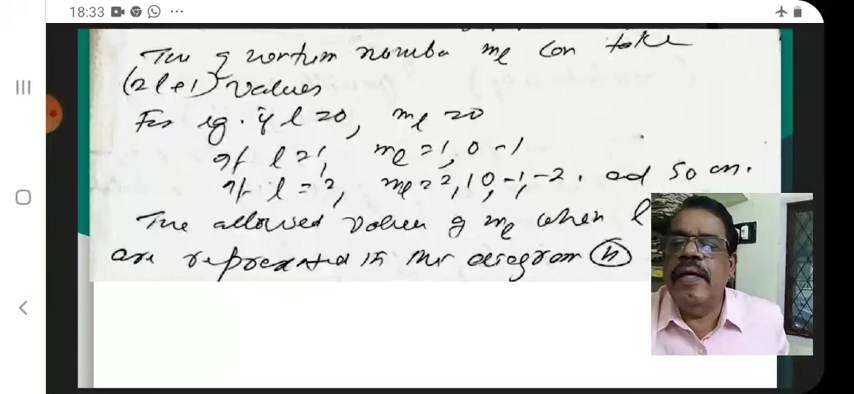 18:33
The quantum number ml can take
(2l+1) values
For eg. if l=0, ml=0
If l=1, ml=1,0-1
If l=2, ml=2,1,0,-1,-2. and so on.
The allowed values of ml when l
are represented in the diagram (4)